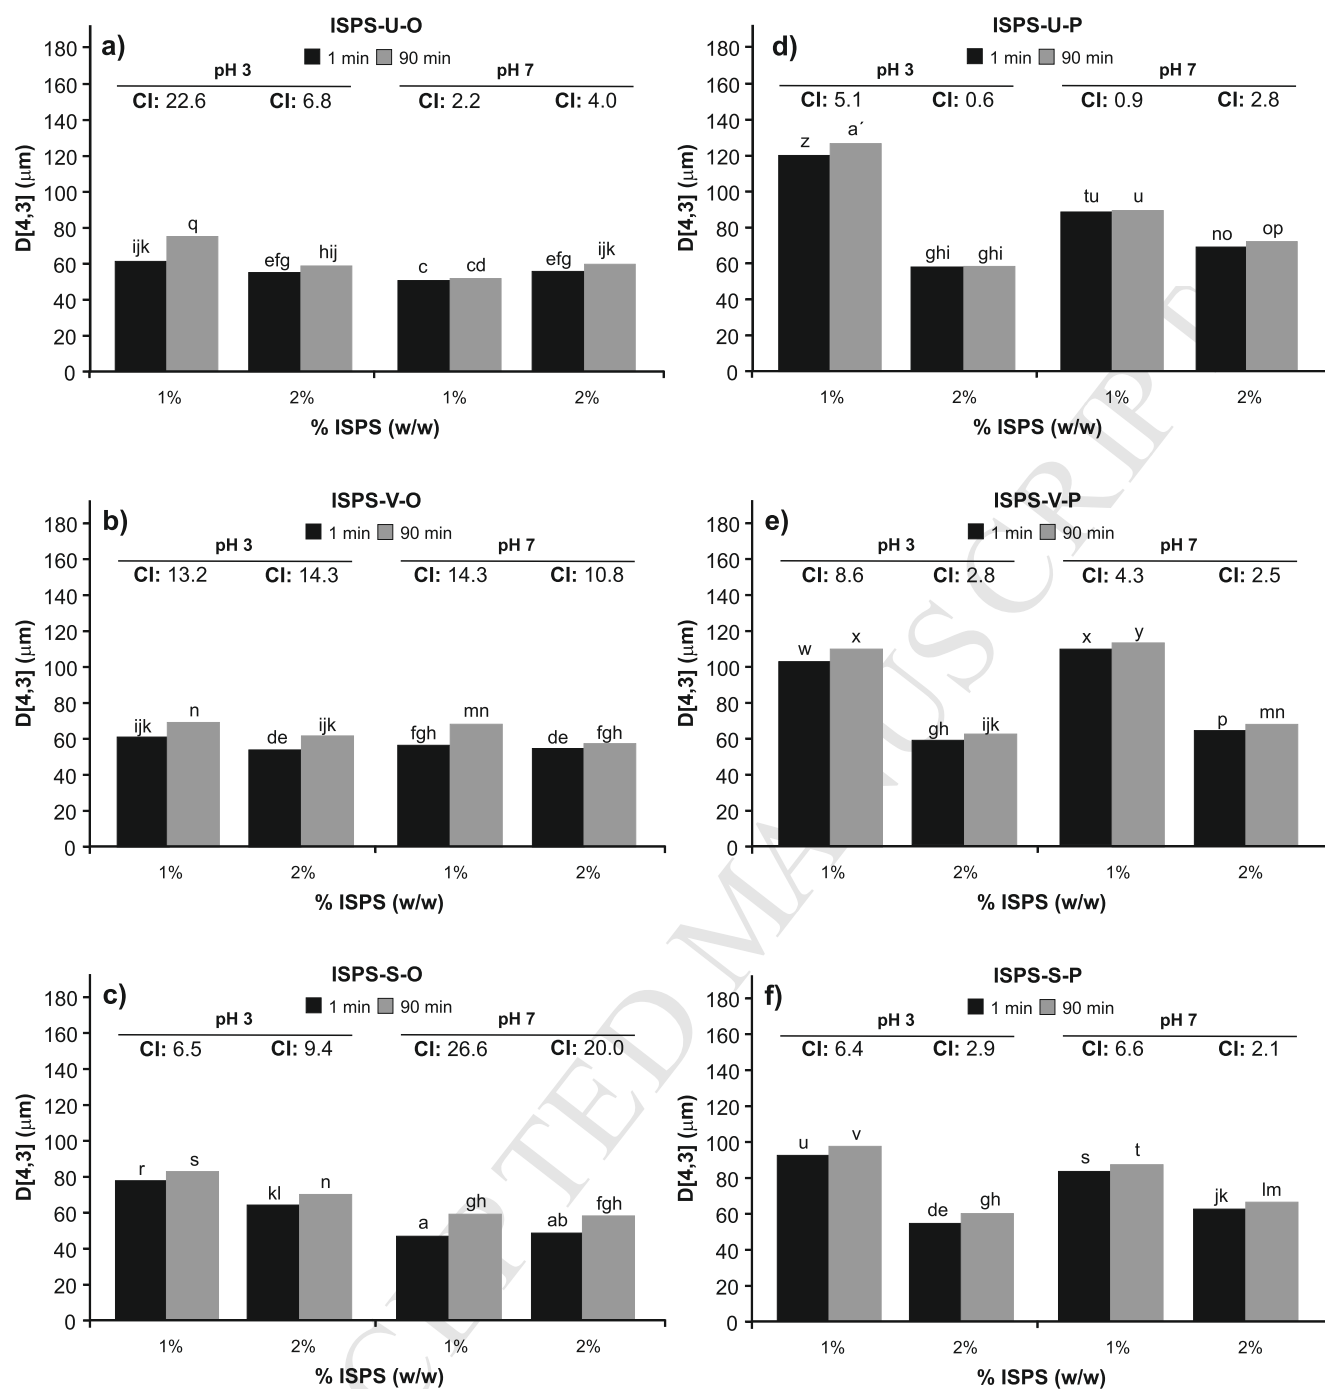 ISPS-U-O
a)
1 min 90 min
pH 3 pH 7
CI: 22.6 CI: 6.8 CI: 2.2 CI: 4.0
D[4,3] (μm)
180
160
140
120
100
80
60
40
20
0
ijk q efg hij c cd efg ijk
1% 2% 1% 2%
% ISPS (w/w)
ISPS-U-P
d)
1 min 90 min
pH 3 pH 7
CI: 5.1 CI: 0.6 CI: 0.9 CI: 2.8
D[4,3] (μm)
180
160
140
120
100
80
60
40
20
0
z a´ ghi ghi tu u no op
1% 2% 1% 2%
% ISPS (w/w)
ISPS-V-O
b)
1 min 90 min
pH 3 pH 7
CI: 13.2 CI: 14.3 CI: 14.3 CI: 10.8
D[4,3] (μm)
180
160
140
120
100
80
60
40
20
0
ijk n de ijk fgh mn de fgh
1% 2% 1% 2%
% ISPS (w/w)
ISPS-V-P
e)
1 min 90 min
pH 3 pH 7
CI: 8.6 CI: 2.8 CI: 4.3 CI: 2.5
D[4,3] (μm)
180
160
140
120
100
80
60
40
20
0
w x gh ijk x y p mn
1% 2% 1% 2%
% ISPS (w/w)
ISPS-S-O
c)
1 min 90 min
pH 3 pH 7
CI: 6.5 CI: 9.4 CI: 26.6 CI: 20.0
D[4,3] (μm)
180
160
140
120
100
80
60
40
20
0
r s kl n a gh ab fgh
1% 2% 1% 2%
% ISPS (w/w)
ISPS-S-P
f)
1 min 90 min
pH 3 pH 7
CI: 6.4 CI: 2.9 CI: 6.6 CI: 2.1
D[4,3] (μm)
180
160
140
120
100
80
60
40
20
0
u v de gh s t jk lm
1% 2% 1% 2%
% ISPS (w/w)